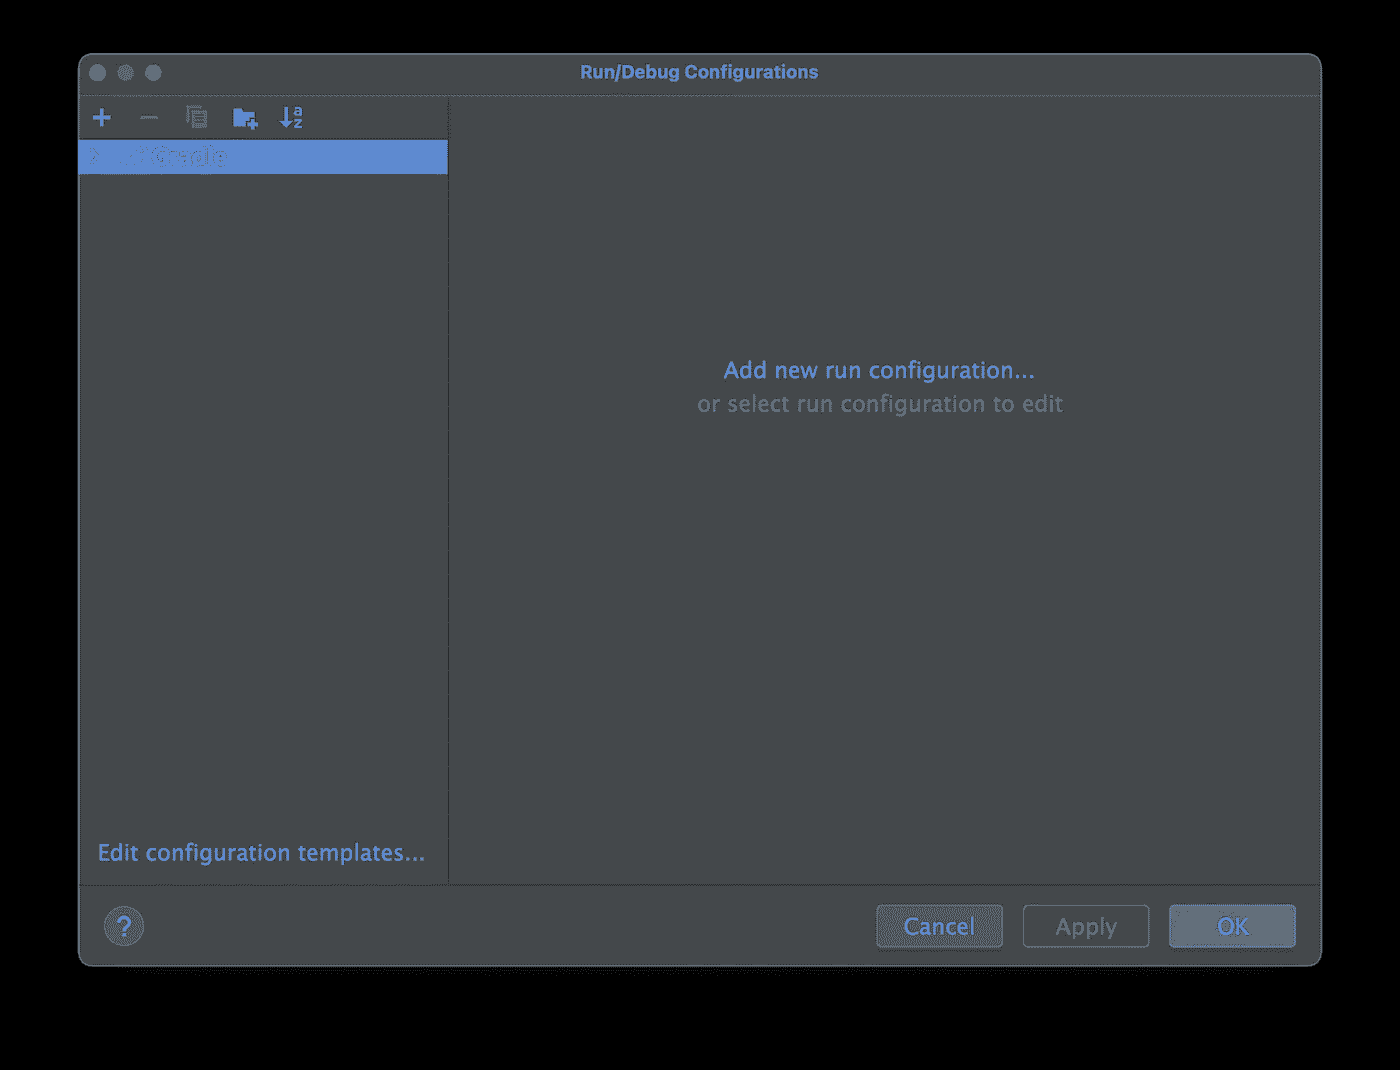 Run/Debug Configurations
Gradle
Add new run configuration...
or select run configuration to edit
Edit configuration templates...
?
Cancel
Apply
OK